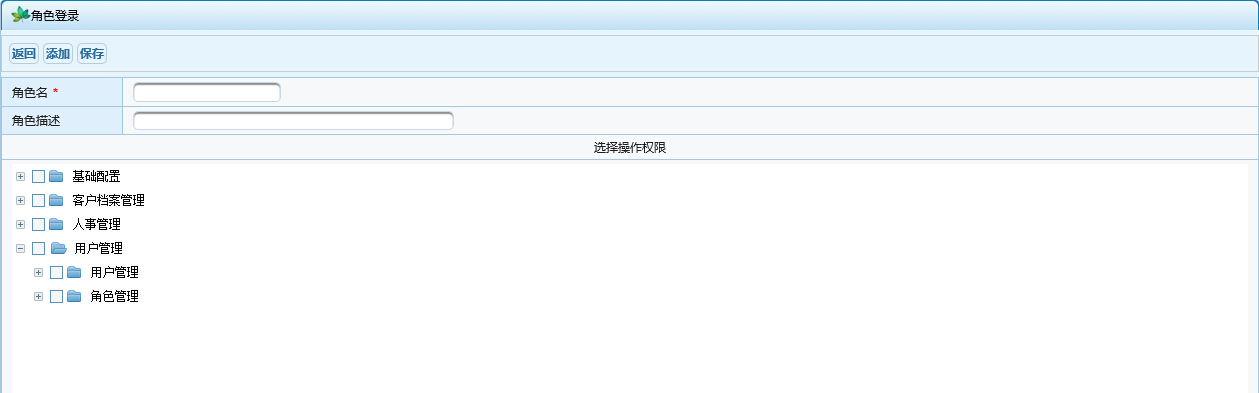 角色登录
返回 添加 保存
角色名 *
角色描述
选择操作权限
基础配置
客户档案管理
人事管理
用户管理
用户管理
角色管理